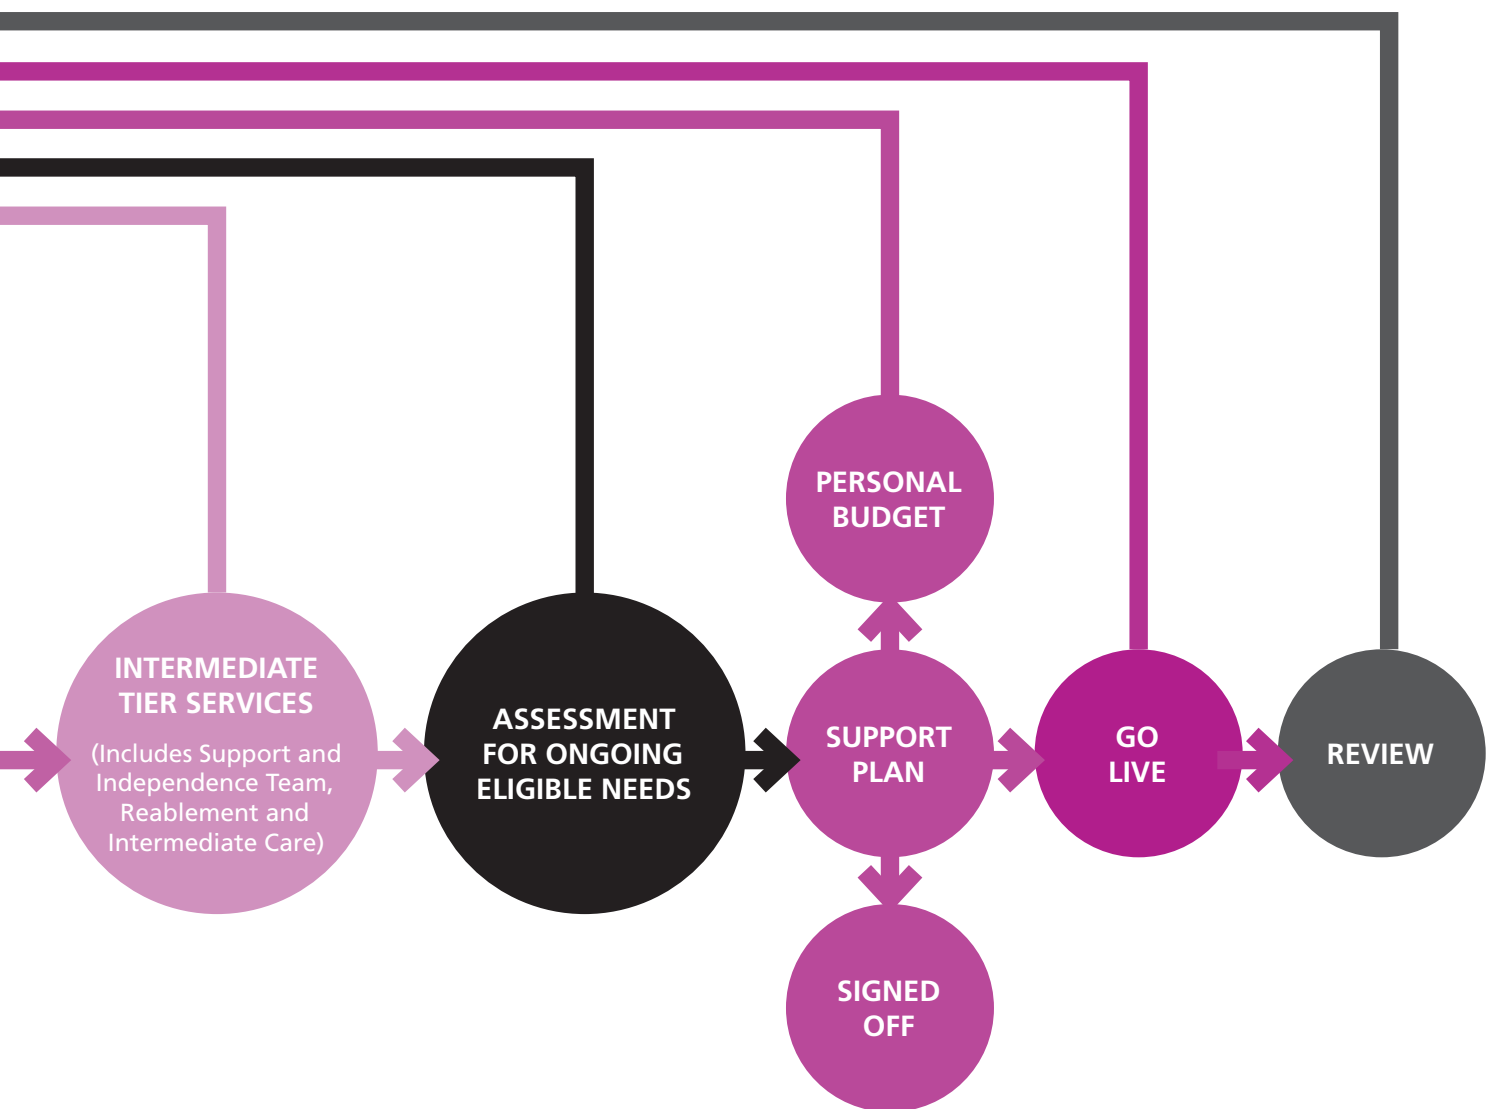 INTERMEDIATE
TIER SERVICES
(Includes Support and
Independence Team,
Reablement and
Intermediate Care)
ASSESSMENT
FOR ONGOING
ELIGIBLE NEEDS
PERSONAL
BUDGET
SUPPORT
PLAN
SIGNED
OFF
GO
LIVE
REVIEW